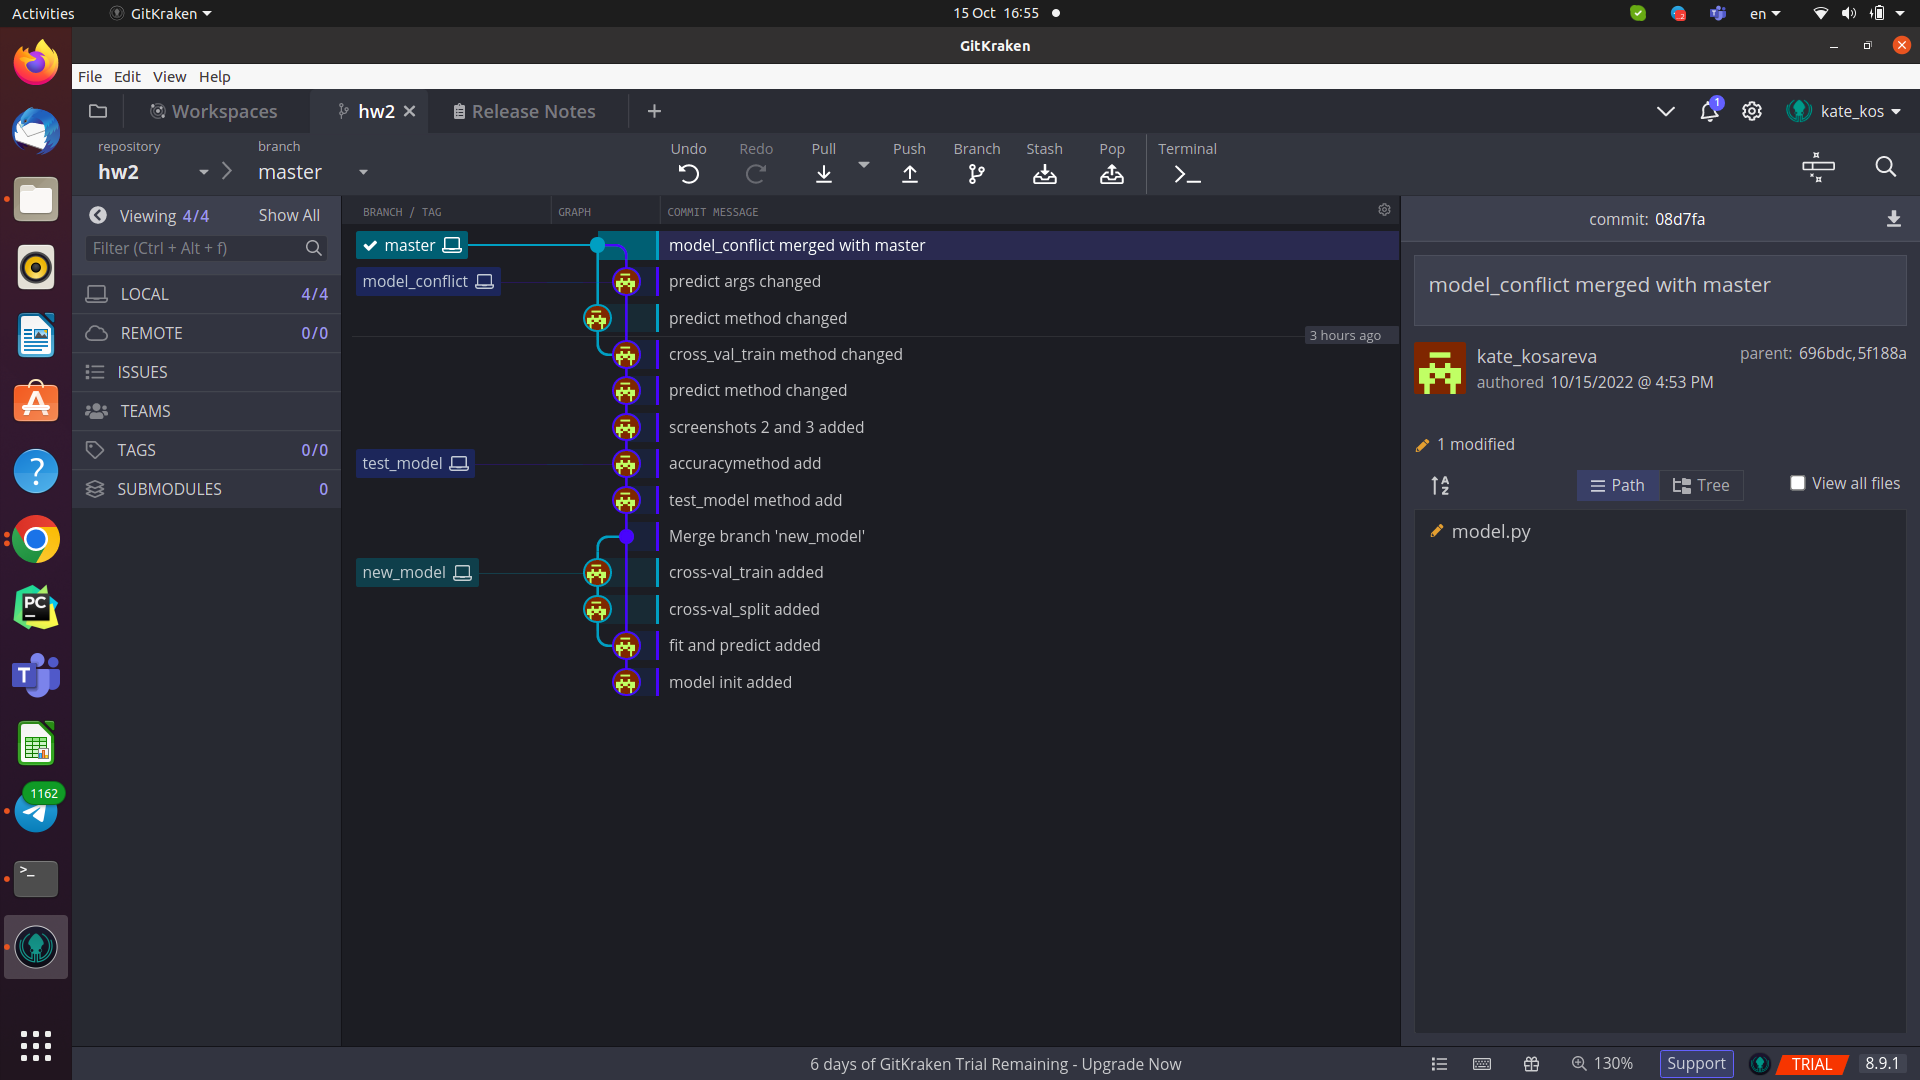 Activities
GitKraken
15 Oct 16:55
en
GitKraken
File Edit View Help
Workspaces
hw2
Release Notes
1
kate_kos
repository
hw2
branch
master
Undo
Redo
Pull
Push
Branch
Stash
Pop
Terminal
Viewing 4/4
Show All
Filter (Ctrl + Alt + f)
LOCAL 4/4
REMOTE 0/0
ISSUES
TEAMS
TAGS 0/0
SUBMODULES 0
BRANCH / TAG
GRAPH
COMMIT MESSAGE
master
model_conflict merged with master
model_conflict
predict args changed
predict method changed
3 hours ago
cross_val_train method changed
predict method changed
screenshots 2 and 3 added
test_model
accuracymethod add
test_model method add
Merge branch 'new_model'
new_model
cross-val_train added
cross-val_split added
fit and predict added
model init added
commit: 08d7fa
model_conflict merged with master
kate_kosareva
authored 10/15/2022 @ 4:53 PM
parent: 696bdc,5f188a
1 modified
A
Z
Path
Tree
View all files
model.py
PC
T
1162
>_
6 days of GitKraken Trial Remaining - Upgrade Now
130%
Support
TRIAL
8.9.1